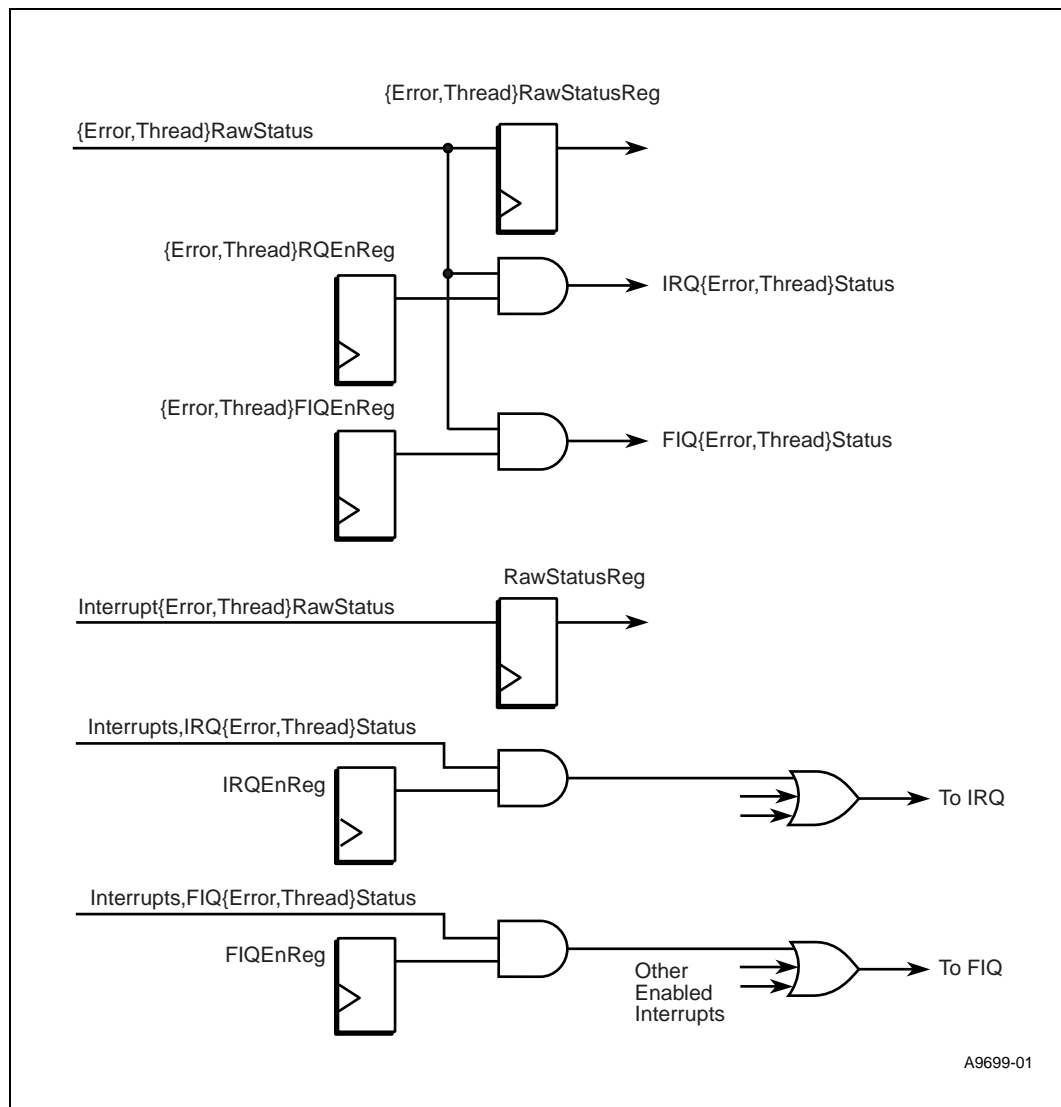 {Error,Thread}RawStatusReg
{Error,Thread}RawStatus
{Error,Thread}RQEnReg
IRQ{Error,Thread}Status
{Error,Thread}FIQEnReg
FIQ{Error,Thread}Status
RawStatusReg
Interrupt{Error,Thread}RawStatus
Interrupts,IRQ{Error,Thread}Status
IRQEnReg
To IRQ
Interrupts,FIQ{Error,Thread}Status
FIQEnReg
To FIQ
Other
Enabled
Interrupts
A9699-01